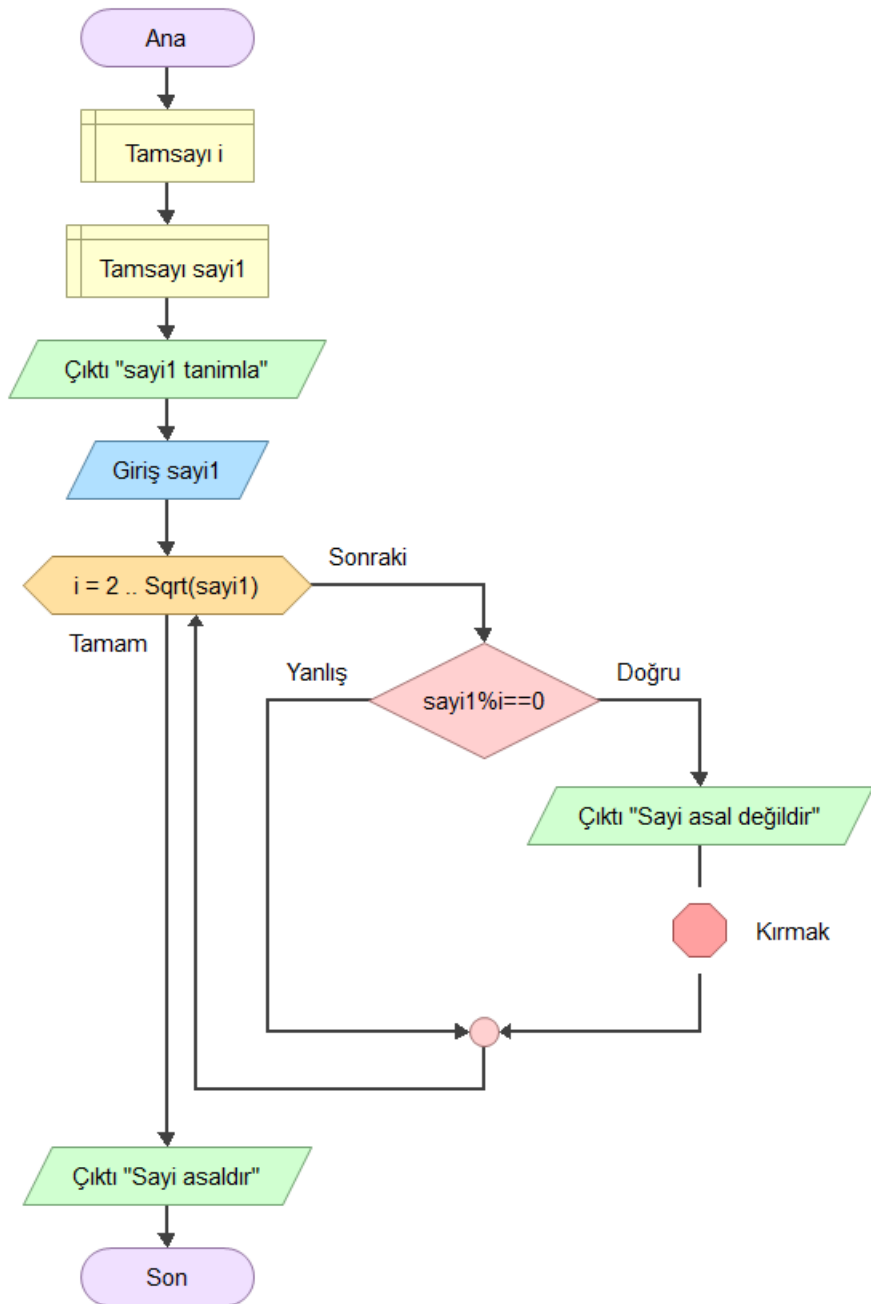 Ana
Tamsayı i
Tamsayı sayi1
Çıktı "sayi1 tanimla"
Giriş sayi1
i = 2 .. Sqrt(sayi1)
Sonraki
Tamam
Yanlış
sayi1%i==0
Doğru
Çıktı "Sayi asal değildir"
Kırmak
Çıktı "Sayi asaldır"
Son